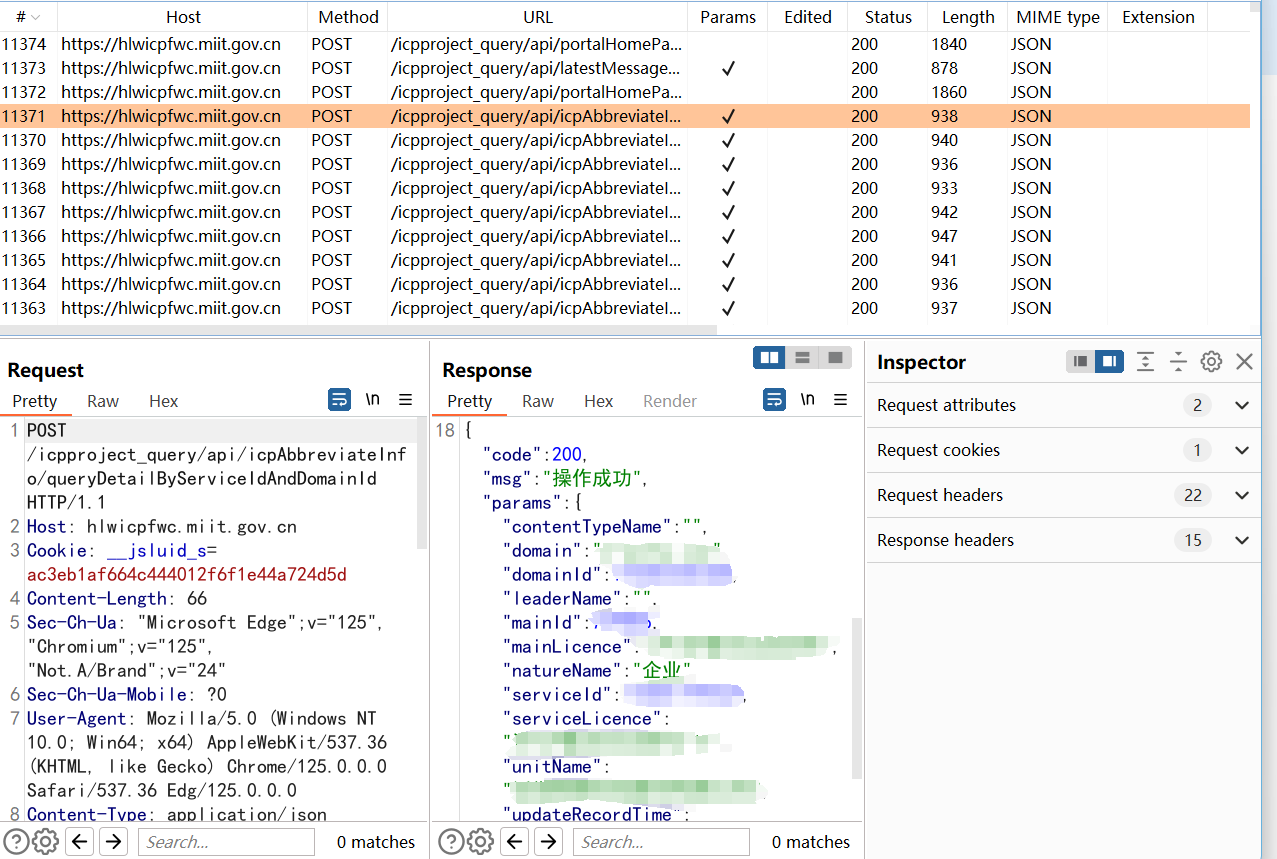 # Host Method URL Params Edited Status Length MIME type Extension
11374 https://hlwicpfwc.miit.gov.cn POST /icpproject_query/api/portalHomePa... 200 1840 JSON
11373 https://hlwicpfwc.miit.gov.cn POST /icpproject_query/api/latestMessage... ✓ 200 878 JSON
11372 https://hlwicpfwc.miit.gov.cn POST /icpproject_query/api/portalHomePa... 200 1860 JSON
11371 https://hlwicpfwc.miit.gov.cn POST /icpproject_query/api/icpAbbreviateI... ✓ 200 938 JSON
11370 https://hlwicpfwc.miit.gov.cn POST /icpproject_query/api/icpAbbreviateI... ✓ 200 940 JSON
11369 https://hlwicpfwc.miit.gov.cn POST /icpproject_query/api/icpAbbreviateI... ✓ 200 936 JSON
11368 https://hlwicpfwc.miit.gov.cn POST /icpproject_query/api/icpAbbreviateI... ✓ 200 933 JSON
11367 https://hlwicpfwc.miit.gov.cn POST /icpproject_query/api/icpAbbreviateI... ✓ 200 942 JSON
11366 https://hlwicpfwc.miit.gov.cn POST /icpproject_query/api/icpAbbreviateI... ✓ 200 947 JSON
11365 https://hlwicpfwc.miit.gov.cn POST /icpproject_query/api/icpAbbreviateI... ✓ 200 941 JSON
11364 https://hlwicpfwc.miit.gov.cn POST /icpproject_query/api/icpAbbreviateI... ✓ 200 936 JSON
11363 https://hlwicpfwc.miit.gov.cn POST /icpproject_query/api/icpAbbreviateI... ✓ 200 937 JSON
Request
Pretty Raw Hex \n
1 POST
/icpproject_query/api/icpAbbreviateInf
o/queryDetailByServiceIdAndDomainId
HTTP/1.1
2 Host: hlwicpfwc.miit.gov.cn
3 Cookie: __jsluid_s=
ac3eb1af664c444012f6f1e44a724d5d
4 Content-Length: 66
5 Sec-Ch-Ua: "Microsoft Edge";v="125",
"Chromium";v="125",
"Not.A/Brand";v="24"
6 Sec-Ch-Ua-Mobile: ?0
7 User-Agent: Mozilla/5.0 (Windows NT
10.0; Win64; x64) AppleWebKit/537.36
(KHTML, like Gecko) Chrome/125.0.0.0
Safari/537.36 Edg/125.0.0.0
8 Content-Type: application/json
Search... 0 matches
Response
Pretty Raw Hex Render \n
18 {
"code":200,
"msg":"操作成功",
"params":{
"contentTypeName":"",
"domain":"
"domainId":
"leaderName":"",
"mainId":
"mainLicence":
"natureName":"企业"
"serviceId":
"serviceLicence":
"unitName":
"updateRecordTime":
Search... 0 matches
Inspector
Request attributes 2
Request cookies 1
Request headers 22
Response headers 15